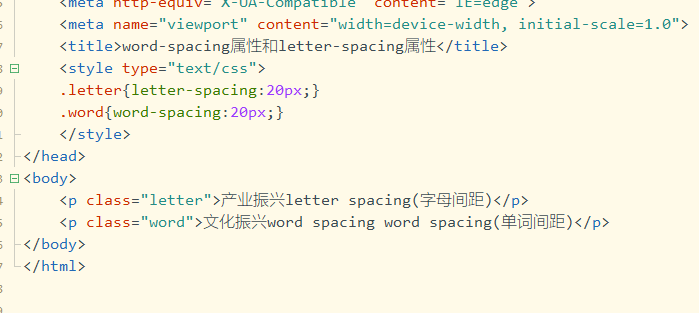 <meta http-equiv="X-UA-Compatible" content="IE=edge">
<meta name="viewport" content="width=device-width, initial-scale=1.0">
<title>word-spacing属性和letter-spacing属性</title>
<style type="text/css">
.letter{letter-spacing:20px;}
.word{word-spacing:20px;}
</style>
</head>
<body>
<p class="letter">产业振兴letter spacing(字母间距)</p>
<p class="word">文化振兴word spacing word spacing(单词间距)</p>
</body>
</html>